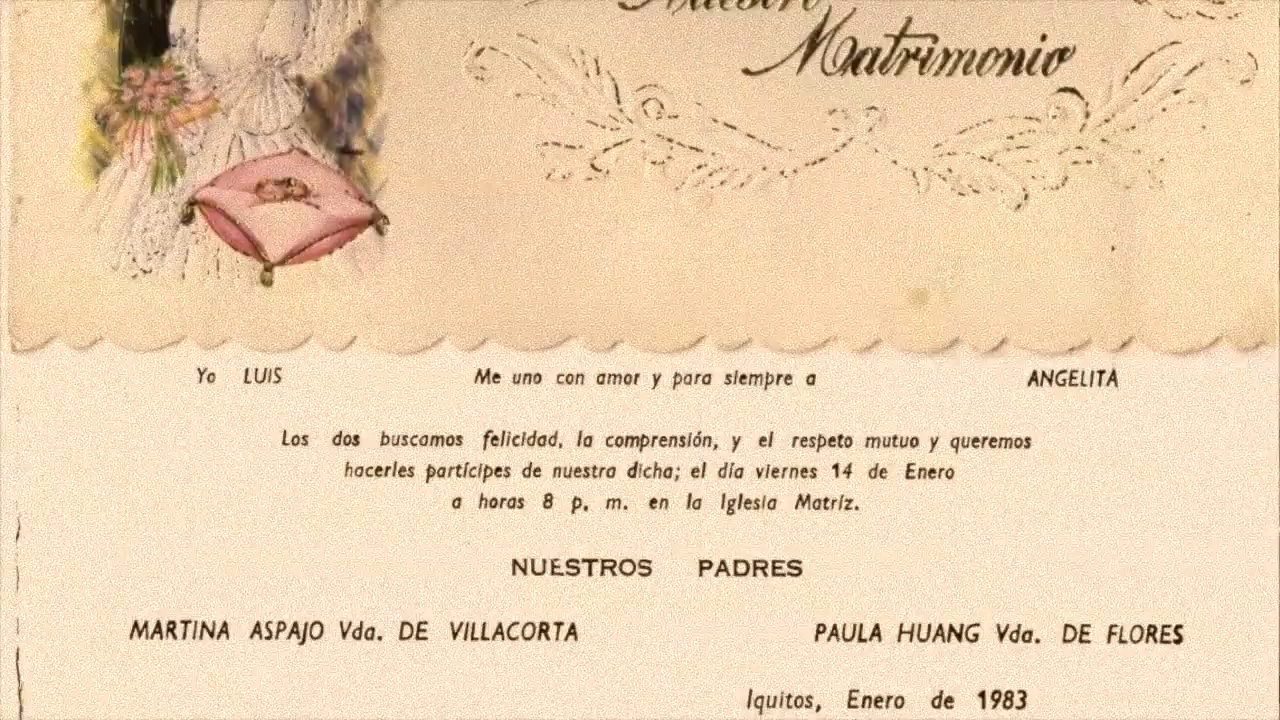 Nuestro
Matrimonio
Yo LUIS Me uno con amor y para siempre a ANGELITA
Los dos buscamos felicidad, la comprensión, y el respeto mutuo y queremos
hacerles partícipes de nuestra dicha; el día viernes 14 de Enero
a horas 8 p. m. en la Iglesia Matriz.
NUESTROS PADRES
MARTINA ASPAJO Vda. DE VILLACORTA PAULA HUANG Vda. DE FLORES
Iquitos, Enero de 1983